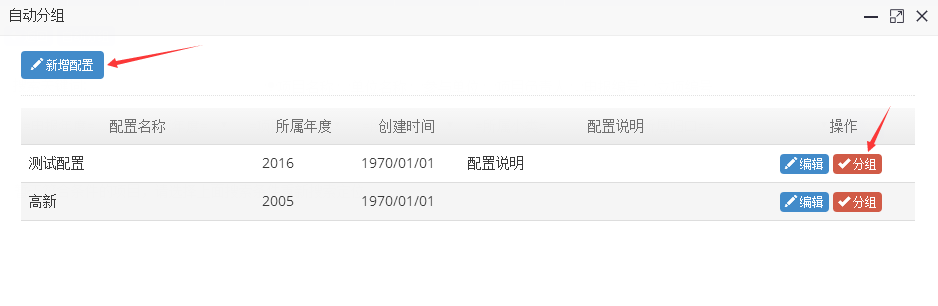 自动分组
新增配置
配置名称 所属年度 创建时间 配置说明 操作
测试配置 2016 1970/01/01 配置说明 编辑 分组
高新 2005 1970/01/01 编辑 分组